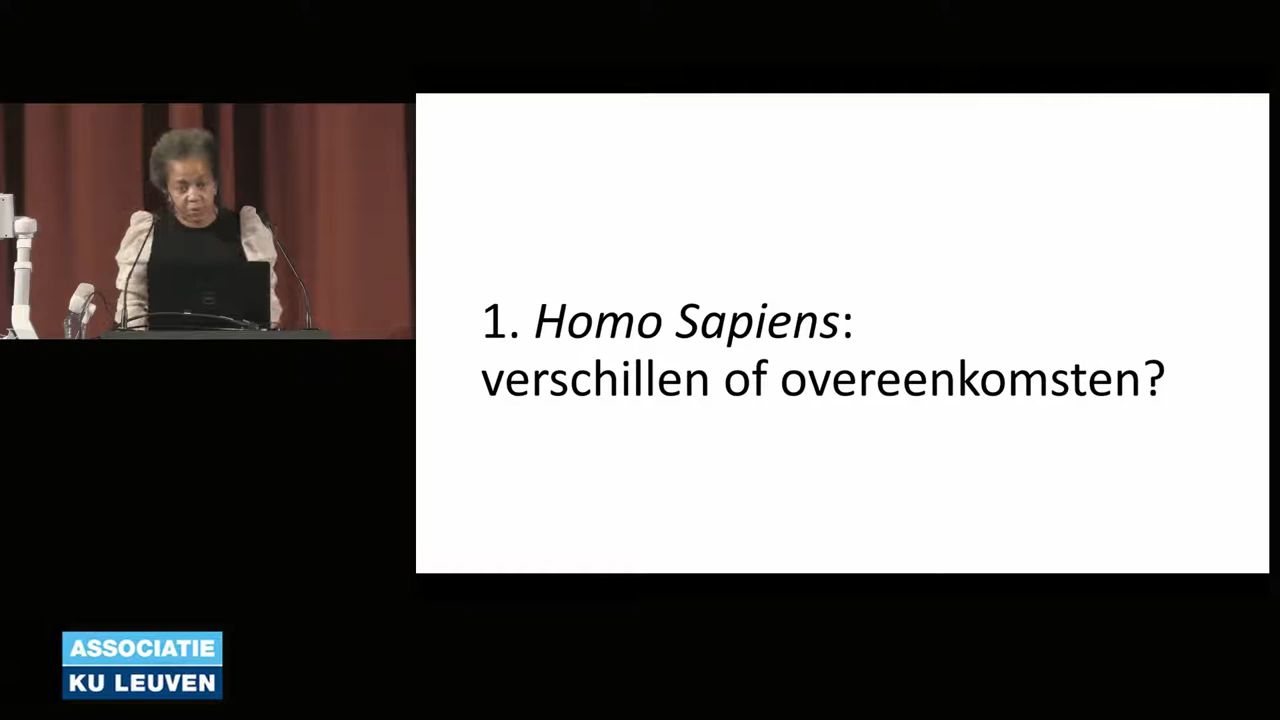 1. Homo Sapiens:
verschillen of overeenkomsten?
ASSOCIATIE
KU LEUVEN